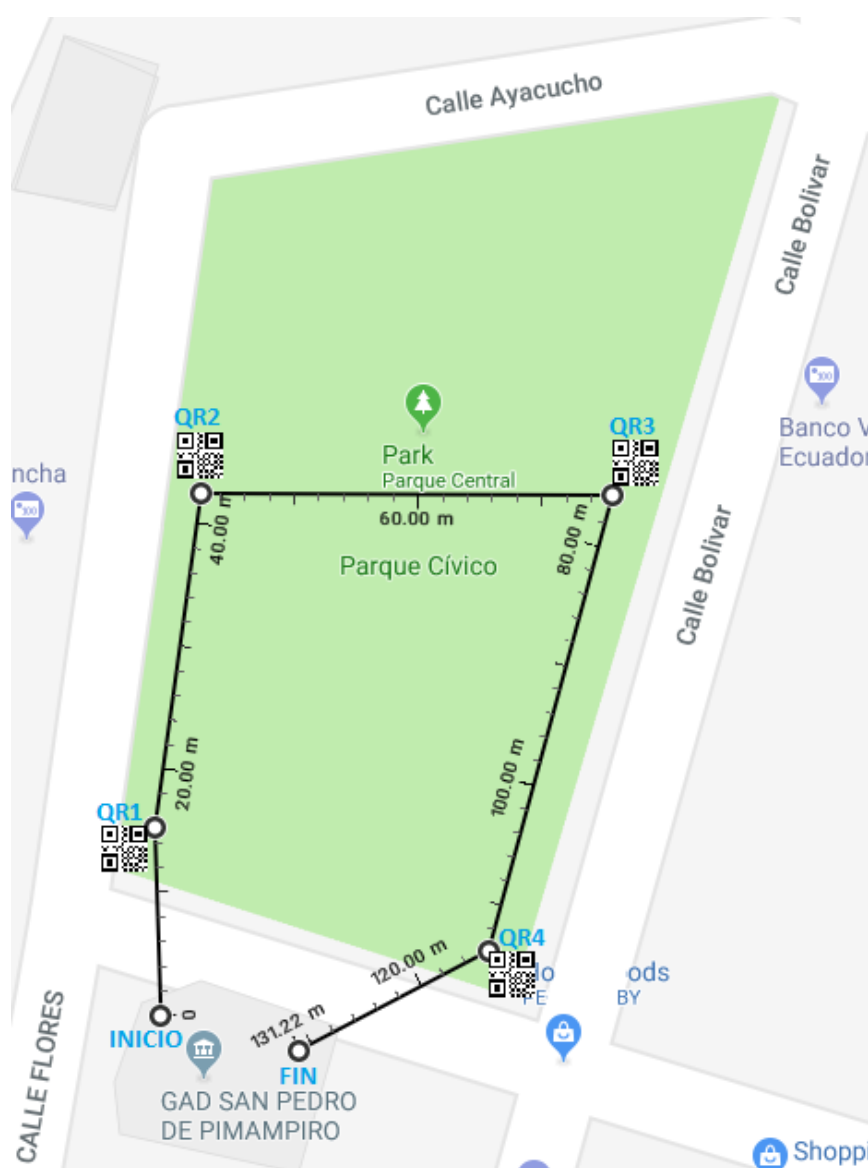 Calle Ayacucho
Calle Bolivar
Banco V
Ecuador
QR2
QR3
Park
Parque Central
ncha
40.00 m
60.00 m
80.00 m
Parque Cívico
Calle Bolivar
20.00 m
100.00 m
QR1
QR4
120.00 m
ods
BY
0
131.22 m
INICIO
FIN
CALLE FLORES
GAD SAN PEDRO
DE PIMAMPIRO
Shoppi